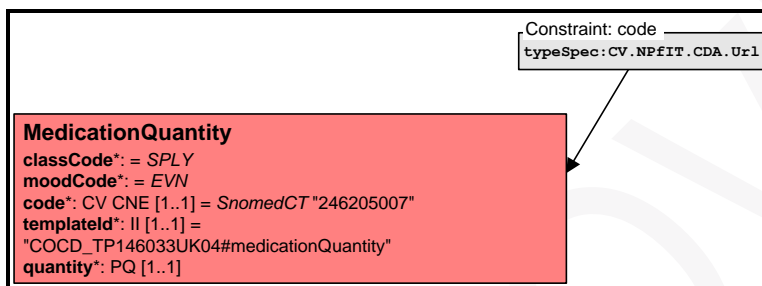 Constraint: code
typeSpec:CV.NPfIT.CDA.Url
MedicationQuantity
classCode*: = SPLY
moodCode*: = EVN
code*: CV CNE [1..1] = SnomedCT "246205007"
templateId*: II [1..1] =
"COCD_TP146033UK04#medicationQuantity"
quantity*: PQ [1..1]